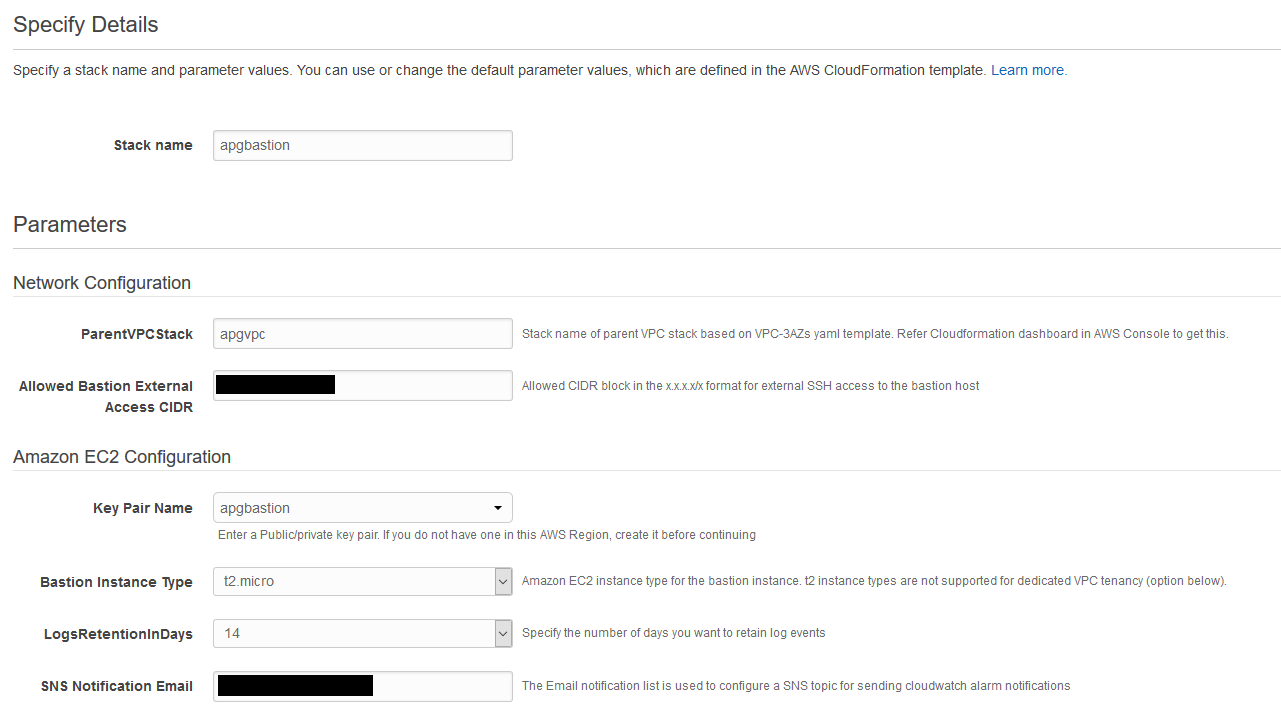 Specify Details
Specify a stack name and parameter values. You can use or change the default parameter values, which are defined in the AWS CloudFormation template. Learn more.
Stack name apgbastion
Parameters
Network Configuration
ParentVPCStack apgvpc Stack name of parent VPC stack based on VPC-3AZs yaml template. Refer Cloudformation dashboard in AWS Console to get this.
Allowed Bastion External Allowed CIDR block in the x.x.x.x/x format for external SSH access to the bastion host
Access CIDR
Amazon EC2 Configuration
Key Pair Name apgbastion
Enter a Public/private key pair. If you do not have one in this AWS Region, create it before continuing
Bastion Instance Type t2.micro Amazon EC2 instance type for the bastion instance. t2 instance types are not supported for dedicated VPC tenancy (option below).
LogsRetentionInDays 14 Specify the number of days you want to retain log events
SNS Notification Email The Email notification list is used to configure a SNS topic for sending cloudwatch alarm notifications